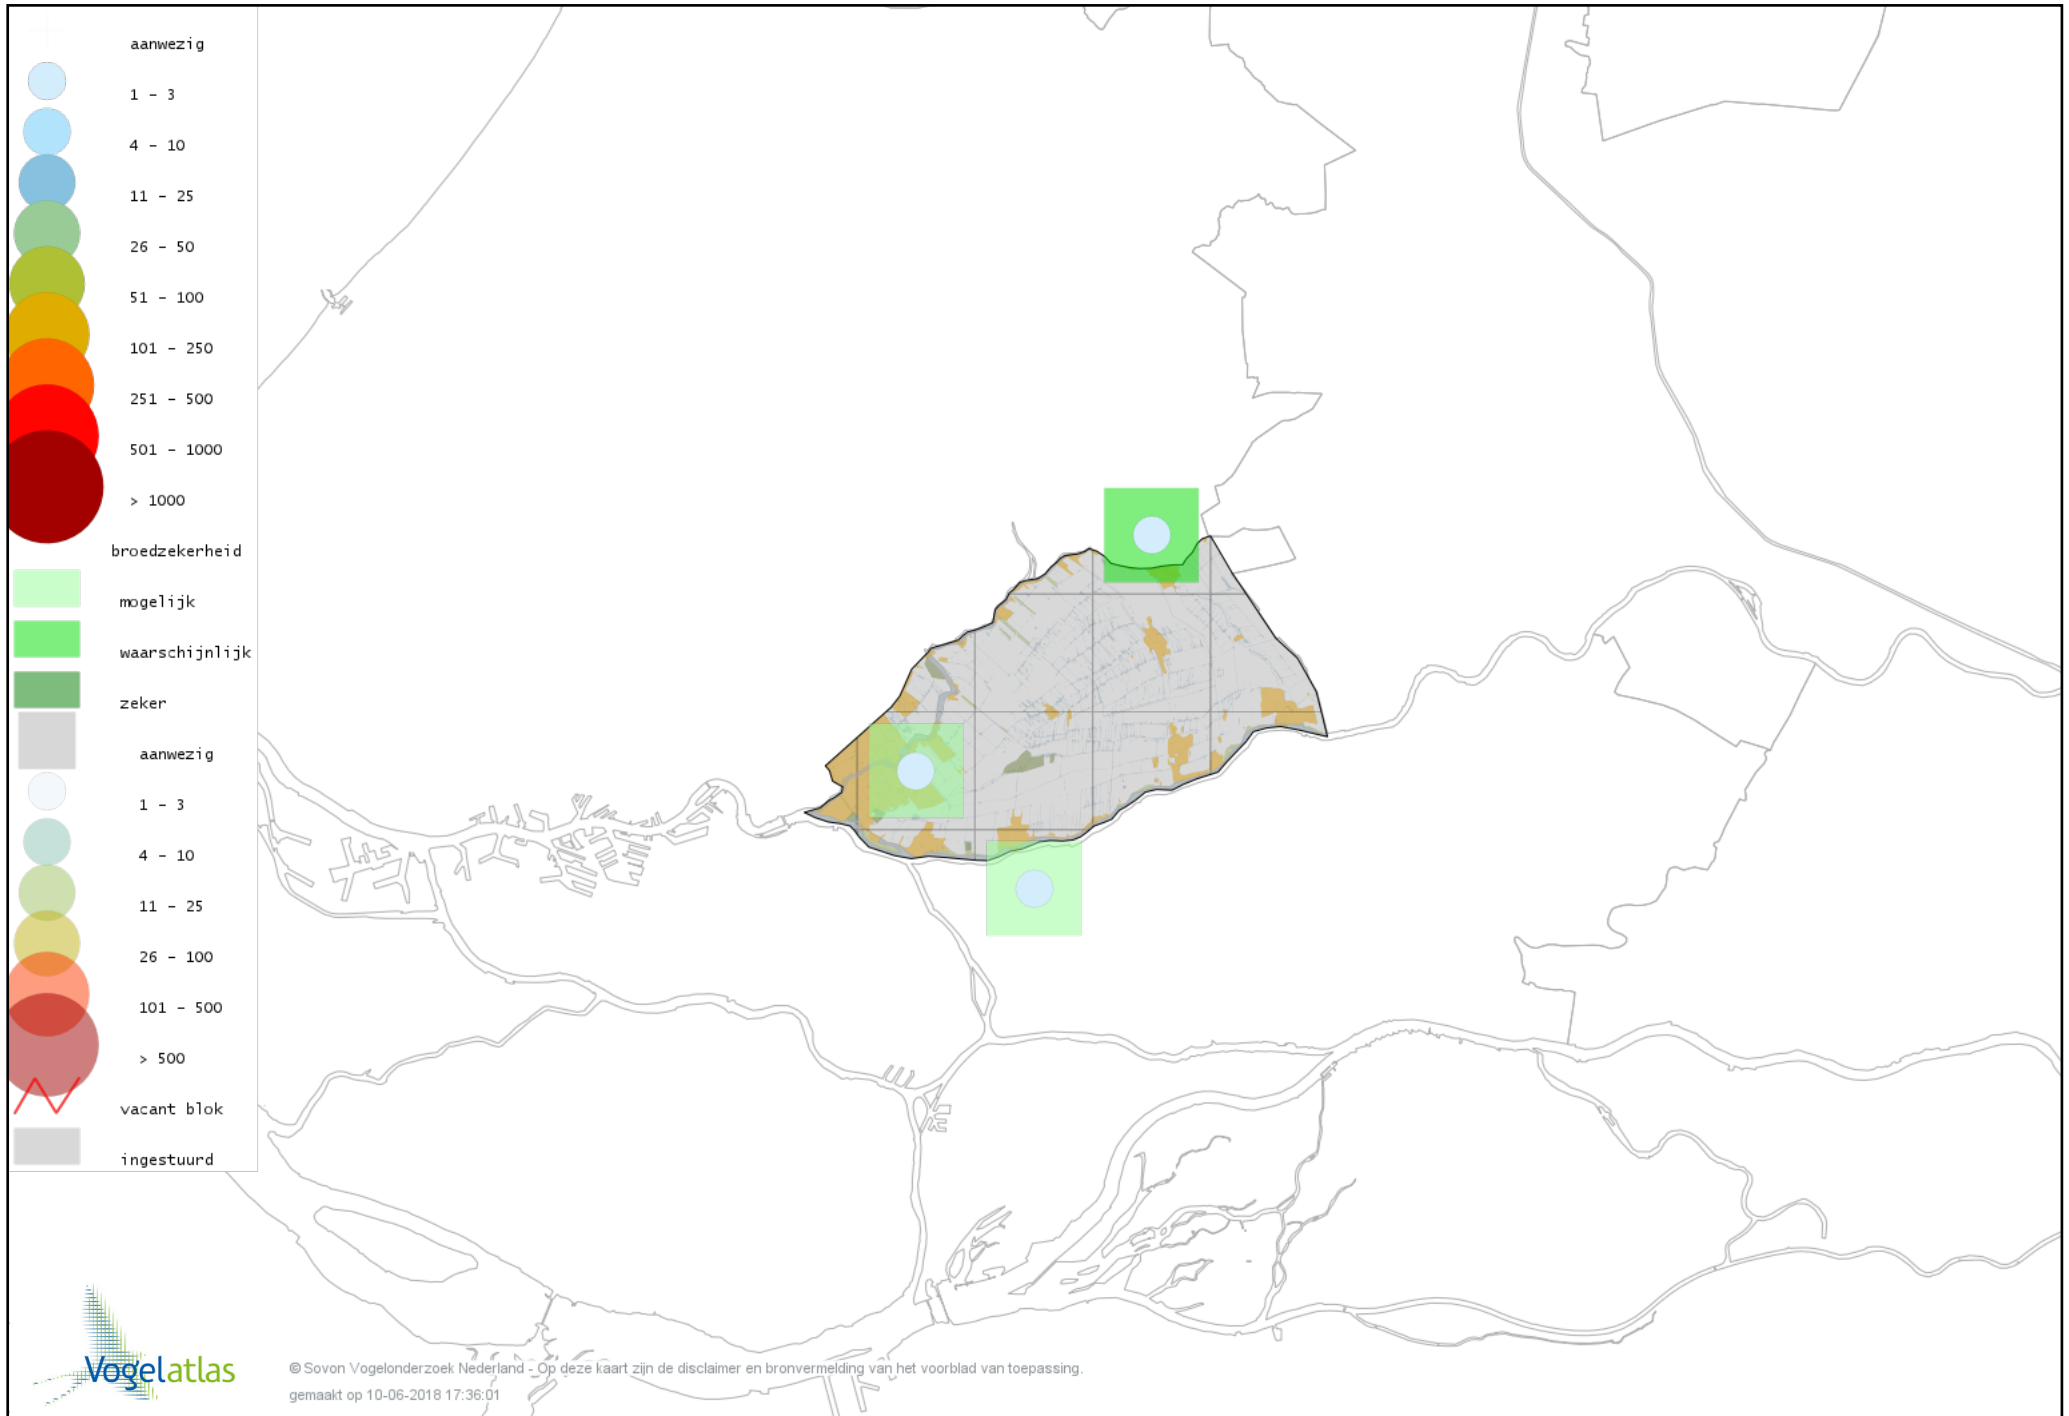 aanwezig
1 - 3
4 - 10
11 - 25
26 - 50
51 - 100
101 - 250
251 - 500
501 - 1000
> 1000
broedzekerheid
mogelijk
waarschijnlijk
zeker
aanwezig
1 - 3
4 - 10
11 - 25
26 - 100
101 - 500
> 500
vacant blok
ingestuurd
Vogelatlas
© Sovon Vogelonderzoek Nederland - Op deze kaart zijn de disclaimer en bronvermelding van het voorblad van toepassing.
gemaakt op 10-06-2018 17:36:01